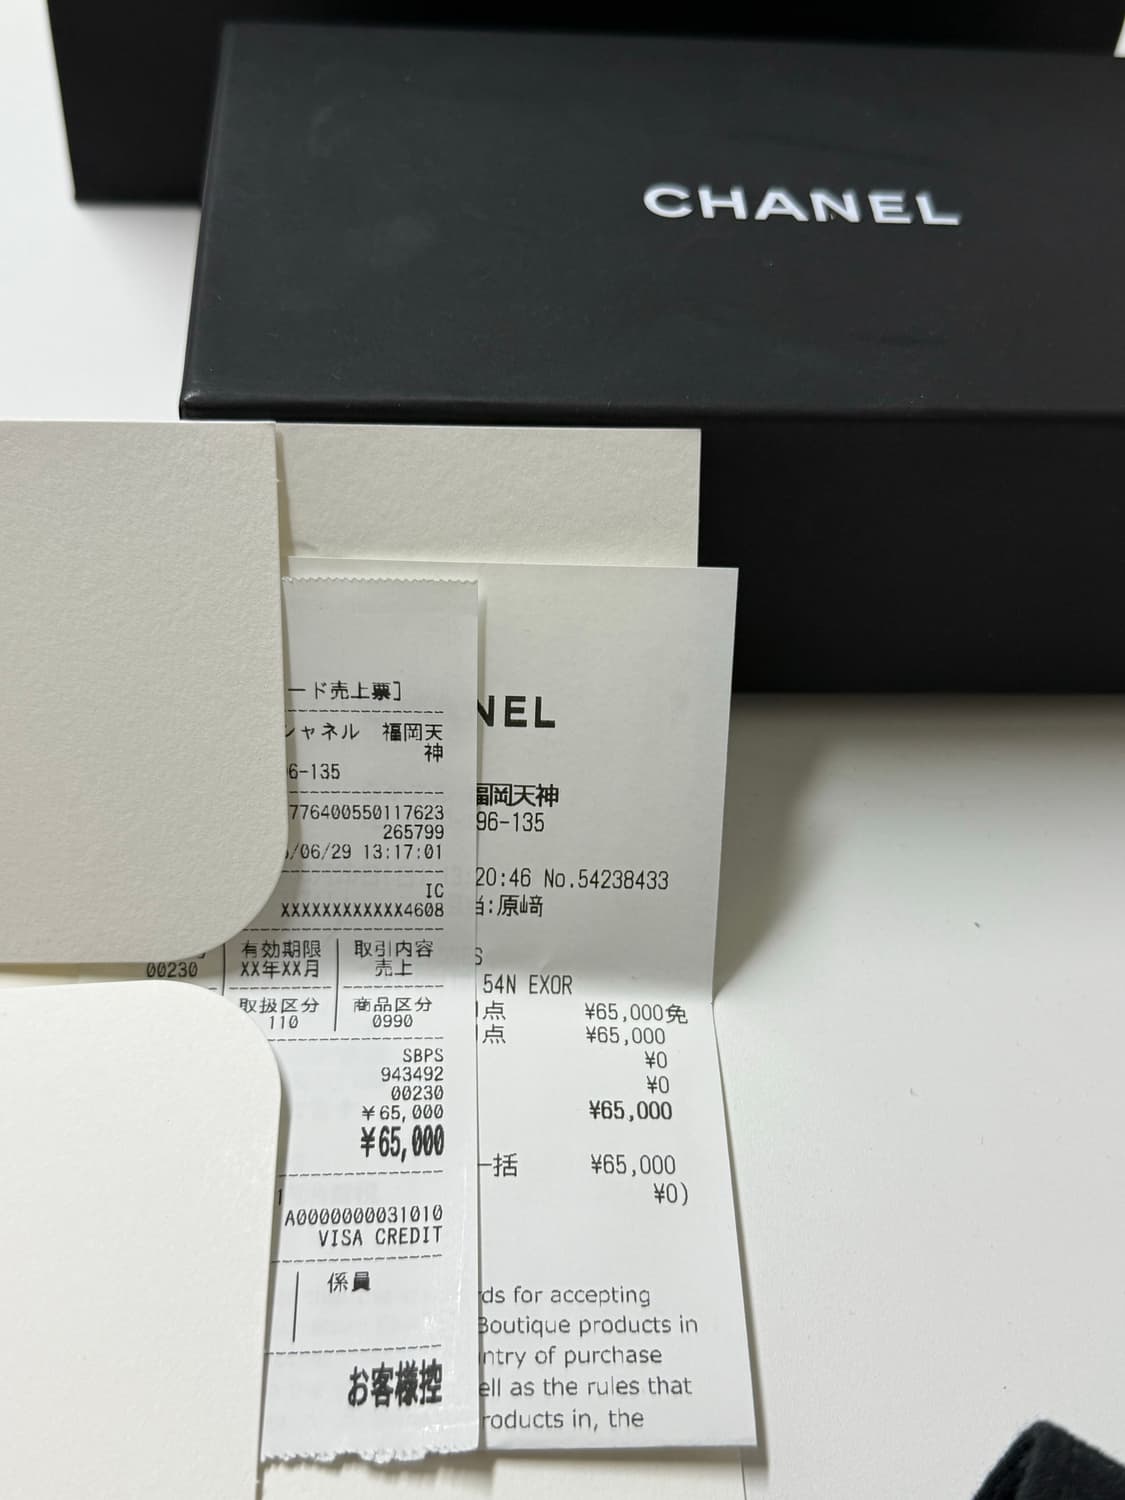 CHANEL
ード売上票]
シャネル 福岡天
神
6-135
776400550117623
265799
/06/29 13:17:01
IC
XXXXXXXXXXXX4608
有効期限 取引内容
00230 XX年XX月 売上
取扱区分 商品区分
110 0990
SBPS
943492
00230
¥65,000
¥65,000
1
A0000000031010
VISA CREDIT
係員
お客様控
NEL
福岡天神
96-135
20:46 No.54238433
当:原﨑
S
54N EXOR
1点 ¥65,000免
1点 ¥65,000
¥0
¥0
¥65,000
一括 ¥65,000
¥0)
rds for accepting
Boutique products in
ntry of purchase
ell as the rules that
roducts in, the